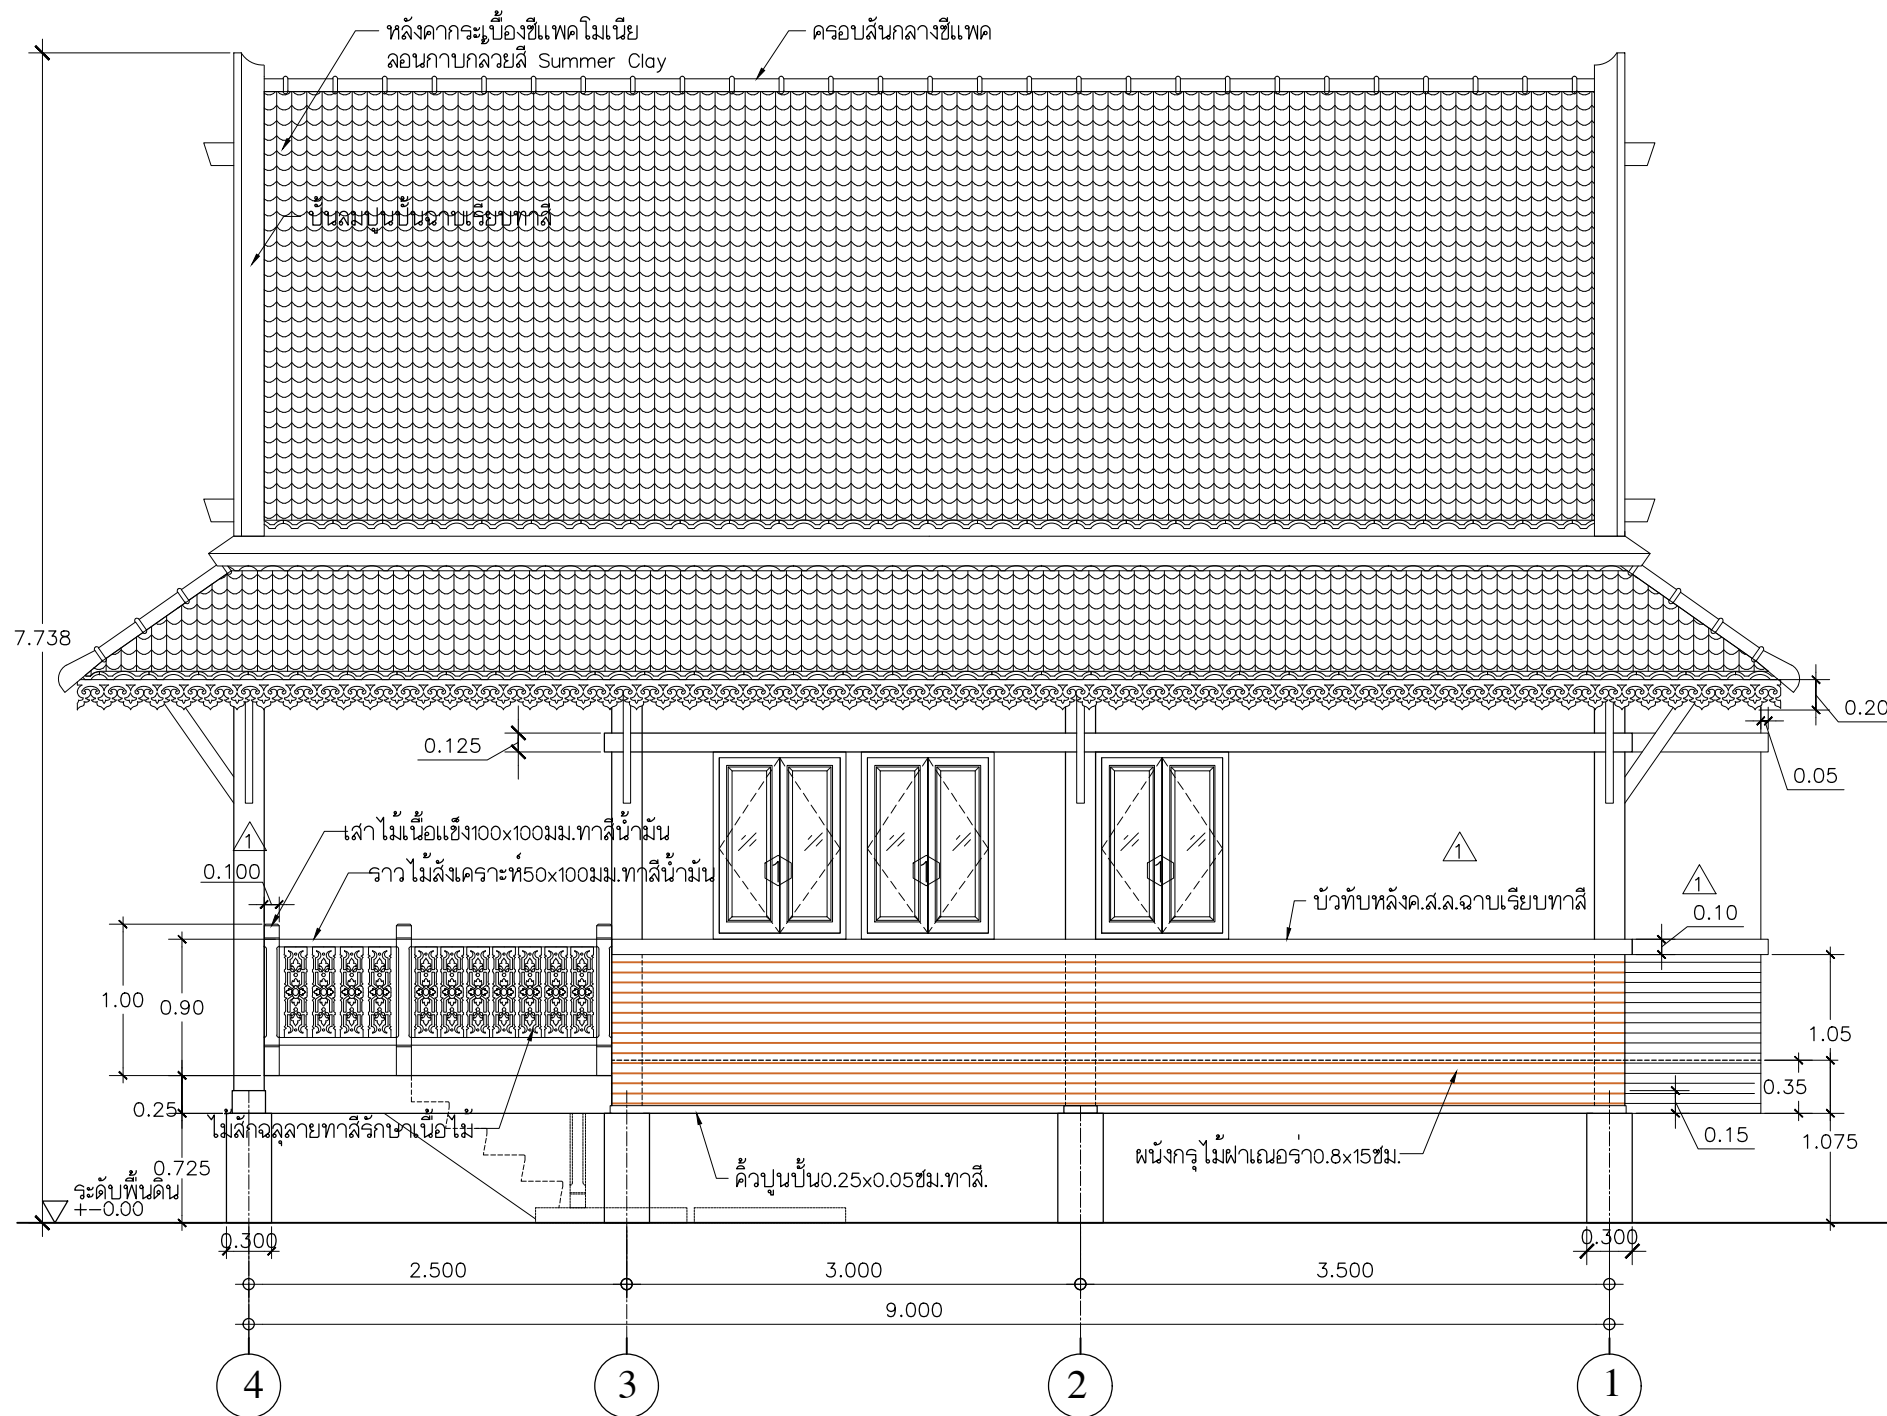 หลังคากระเบื้องซีแพคโมเนีย
ลอนกาบกล้วยสี Summer Clay
ครอบสันกลางซีแพค
ปั้นลมปูนปั้นฉาบเรียบทาสี
7.738
0.20
0.125
0.05
เสาไม้เนื้อแข็ง100x100มม.ทาสีน้ำมัน
1
1
0.100
ราวไม้สังเคราะห์50x100มม.ทาสีน้ำมัน
1
1
1
1
บัวทับหลังค.ส.ล.ฉาบเรียบทาสี
0.10
1.00
0.90
1.05
0.35
0.25
ไม้สักฉลุลายทาสีรักษาเนื้อไม้
0.15
1.075
0.725
ผนังกรุไม้ฝาเฌอร่า0.8x15ซม.
คิ้วปูนปั้น0.25x0.05ซม.ทาสี.
ระดับพื้นดิน
+-0.00
0.300
0.300
2.500
3.000
3.500
9.000
4
3
2
1